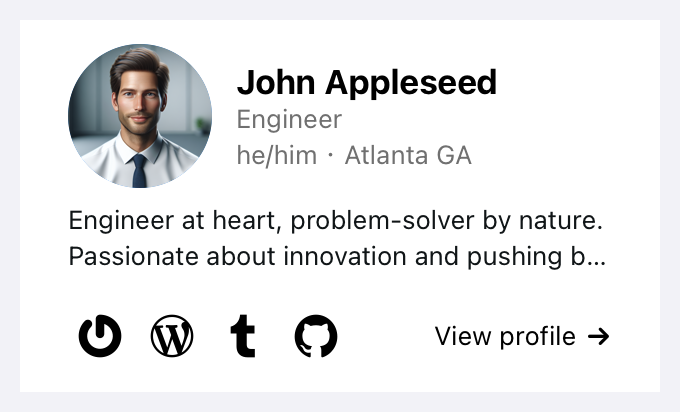 John Appleseed
Engineer
he/him · Atlanta GA
Engineer at heart, problem-solver by nature.
Passionate about innovation and pushing b...
View profile →